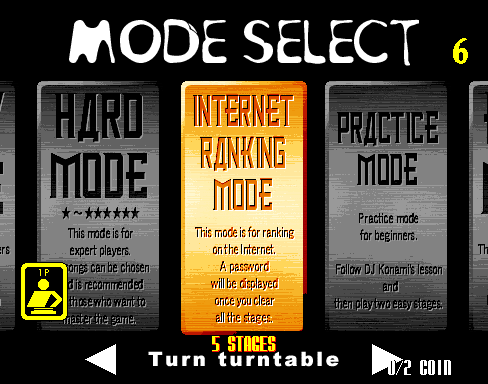 MODE SELECT
6
HARD
MODE
★~★★★★★★
This mode is for
expert players.
ongs can be chosen
d is recommended
those who want to
master the game.
1P
INTERNET
RANKING
MODE
This mode is for ranking
on the Internet.
A password
will be displayed
once you clear
all the stages.
5 STAGES
PRACTICE
MODE
Practice mode
for beginners.
Follow DJ Konami's lesson
and
then play two easy stages.
Turn turntable
0/2 COIN